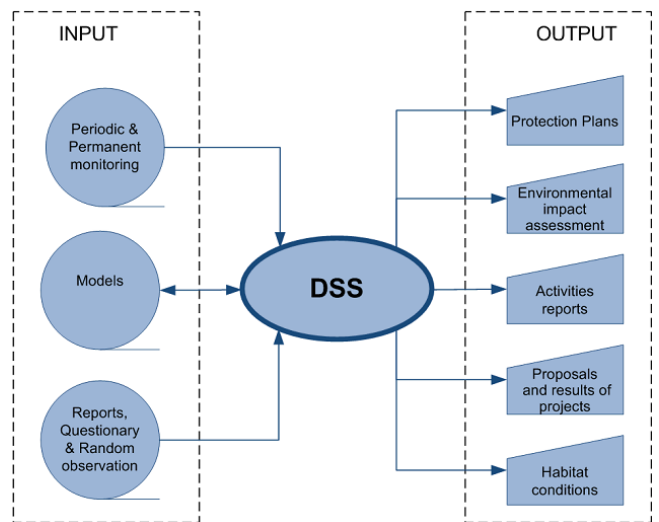 INPUT
Periodic &
Permanent
monitoring
Models
Reports,
Questionary
& Random
observation
DSS
OUTPUT
Protection Plans
Environmental
impact
assessment
Activities
reports
Proposals
and results of
projects
Habitat
conditions